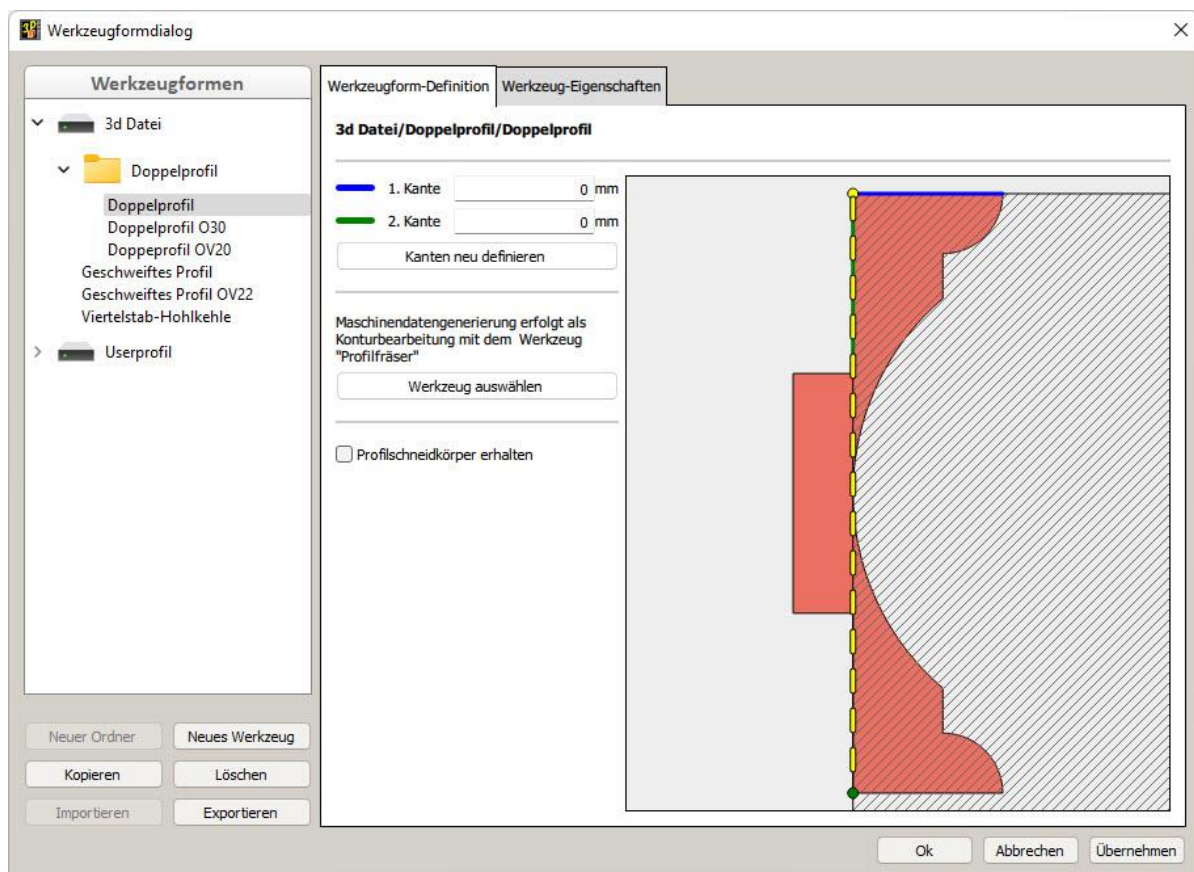 Werkzeugformdialog
Werkzeugformen
3d Datei
Doppelprofil
Doppelprofil
Doppelprofil O30
Doppeprofil OV20
Geschweiftes Profil
Geschweiftes Profil OV22
Viertelstab-Hohlkehle
Userprofil
Neuer Ordner
Neues Werkzeug
Kopieren
Löschen
Importieren
Exportieren
Werkzeugform-Definition
Werkzeug-Eigenschaften
3d Datei/Doppelprofil/Doppelprofil
1. Kante 0 mm
2. Kante 0 mm
Kanten neu definieren
Maschinendatengenerierung erfolgt als
Konturbearbeitung mit dem Werkzeug
"Profilfräser"
Werkzeug auswählen
Profilschneidkörper erhalten
Ok
Abbrechen
Übernehmen